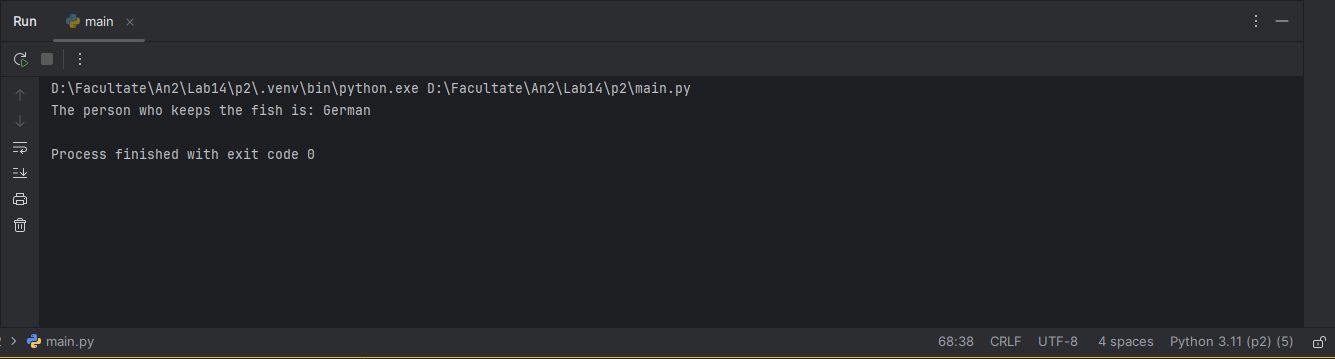 Run main
D:\Facultate\An2\Lab14\p2\.venv\bin\python.exe D:\Facultate\An2\Lab14\p2\main.py
The person who keeps the fish is: German
Process finished with exit code 0
main.py 68:38 CRLF UTF-8 4 spaces Python 3.11 (p2) (5)